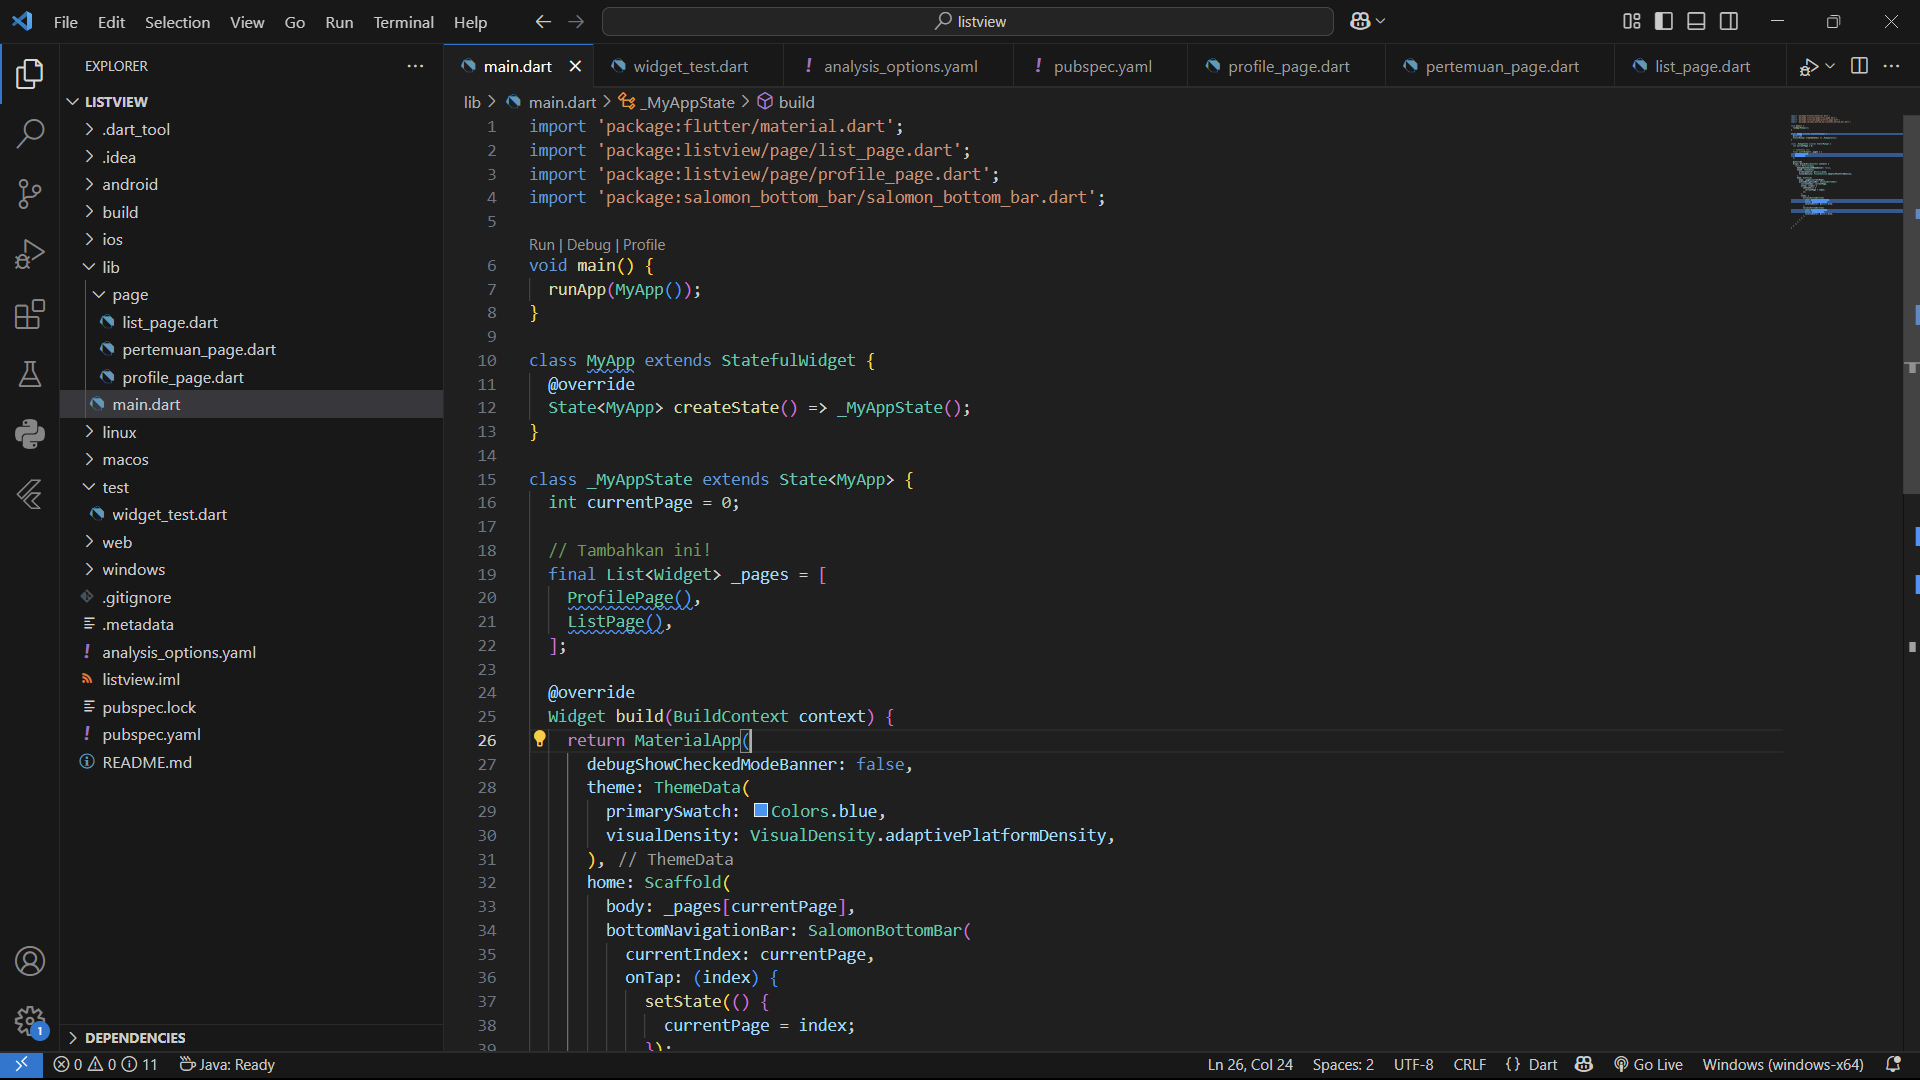 File Edit Selection View Go Run Terminal Help
listview
EXPLORER
LISTVIEW
.dart_tool
.idea
android
build
ios
lib
page
list_page.dart
pertemuan_page.dart
profile_page.dart
main.dart
linux
macos
test
widget_test.dart
web
windows
.gitignore
.metadata
analysis_options.yaml
listview.iml
pubspec.lock
pubspec.yaml
README.md
DEPENDENCIES
1
main.dart widget_test.dart ! analysis_options.yaml ! pubspec.yaml profile_page.dart pertemuan_page.dart list_page.dart
lib > main.dart > _MyAppState > build
1 import 'package:flutter/material.dart';
2 import 'package:listview/page/list_page.dart';
3 import 'package:listview/page/profile_page.dart';
4 import 'package:salomon_bottom_bar/salomon_bottom_bar.dart';
5
Run | Debug | Profile
6 void main() {
7 runApp(MyApp());
8 }
9
10 class MyApp extends StatefulWidget {
11 @override
12 State<MyApp> createState() => _MyAppState();
13 }
14
15 class _MyAppState extends State<MyApp> {
16 int currentPage = 0;
17
18 // Tambahkan ini!
19 final List<Widget> _pages = [
20 ProfilePage(),
21 ListPage(),
22 ];
23
24 @override
25 Widget build(BuildContext context) {
26 return MaterialApp(
27 debugShowCheckedModeBanner: false,
28 theme: ThemeData(
29 primarySwatch: Colors.blue,
30 visualDensity: VisualDensity.adaptivePlatformDensity,
31 ), // ThemeData
32 home: Scaffold(
33 body: _pages[currentPage],
34 bottomNavigationBar: SalomonBottomBar(
35 currentIndex: currentPage,
36 onTap: (index) {
37 setState(() {
38 currentPage = index;
39 });
0 0 11 Java: Ready Ln 26, Col 24 Spaces: 2 UTF-8 CRLF {} Dart Go Live Windows (windows-x64)